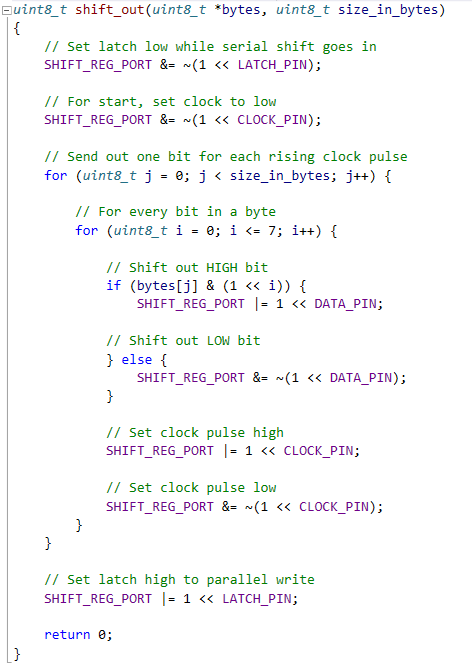 uint8_t shift_out(uint8_t *bytes, uint8_t size_in_bytes)
{
    // Set latch low while serial shift goes in
    SHIFT_REG_PORT &= ~(1 << LATCH_PIN);

    // For start, set clock to low
    SHIFT_REG_PORT &= ~(1 << CLOCK_PIN);

    // Send out one bit for each rising clock pulse
    for (uint8_t j = 0; j < size_in_bytes; j++) {

        // For every bit in a byte
        for (uint8_t i = 0; i <= 7; i++) {

            // Shift out HIGH bit
            if (bytes[j] & (1 << i)) {
                SHIFT_REG_PORT |= 1 << DATA_PIN;

            // Shift out LOW bit
            } else {
                SHIFT_REG_PORT &= ~(1 << DATA_PIN);
            }

            // Set clock pulse high
            SHIFT_REG_PORT |= 1 << CLOCK_PIN;

            // Set clock pulse low
            SHIFT_REG_PORT &= ~(1 << CLOCK_PIN);
        }
    }

    // Set latch high to parallel write
    SHIFT_REG_PORT |= 1 << LATCH_PIN;

    return 0;
}